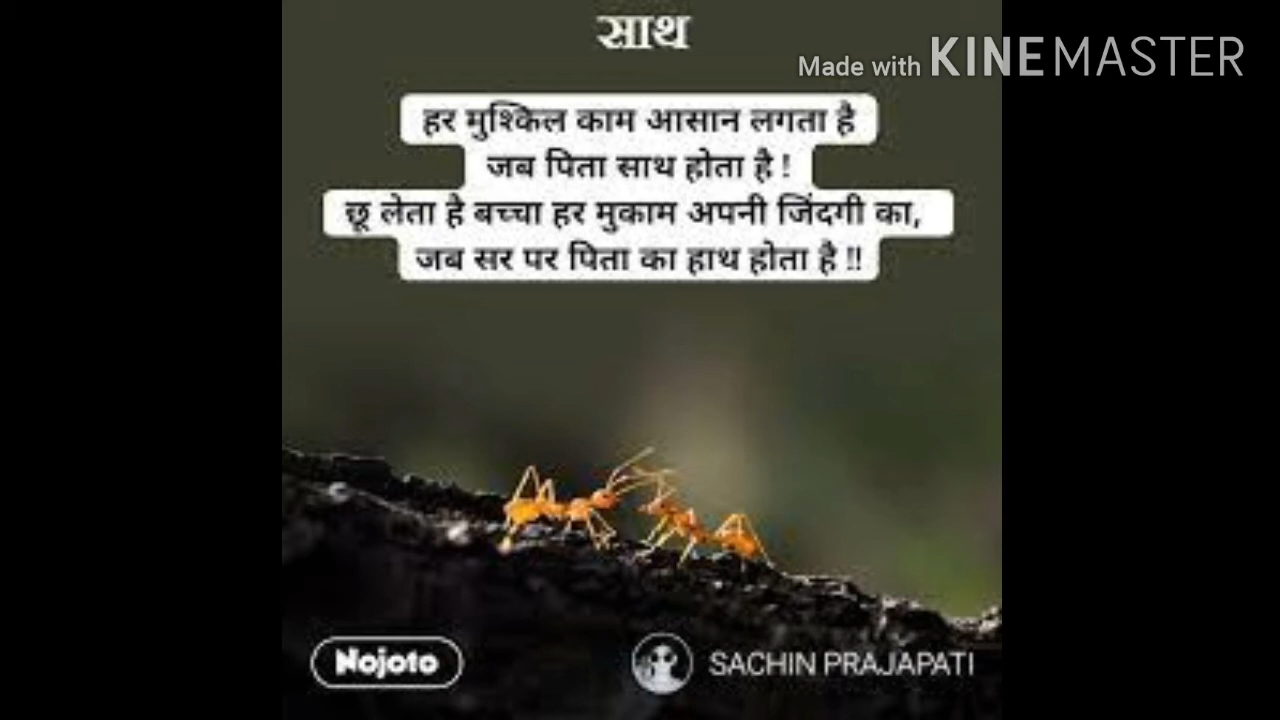 साथ
Made with KINEMASTER
हर मुश्किल काम आसान लगता है
जब पिता साथ होता है !
छू लेता है बच्चा हर मुकाम अपनी जिंदगी का,
जब सर पर पिता का हाथ होता है !!
Nojoto
SACHIN PRAJAPATI